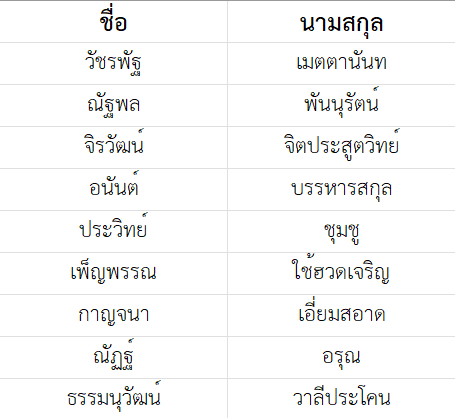 ชื่อ นามสกุล
วัชรพัฐ เมตตานันท
ณัฐพล พันนุรัตน์
จิรวัฒน์ จิตประสูตวิทย์
อนันต์ บรรหารสกุล
ประวิทย์ ชุมชู
เพ็ญพรรณ ใช้ฮวดเจริญ
กาญจนา เอี่ยมสอาด
ณัฏฐ์ อรุณ
ธรรมนุวัฒน์ วาลีประโคน